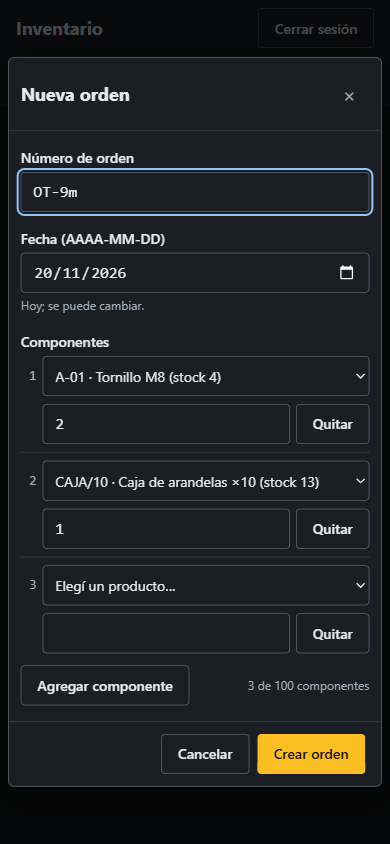 Inventario
Cerrar sesión
Nueva orden
×
Número de orden
OT-9m
Fecha (AAAA-MM-DD)
20/11/2026
Hoy; se puede cambiar.
Componentes
1
A-01 · Tornillo M8 (stock 4)
2
Quitar
2
CAJA/10 · Caja de arandelas ×10 (stock 13)
1
Quitar
3
Elegí un producto...
Quitar
Agregar componente
3 de 100 componentes
Cancelar
Crear orden